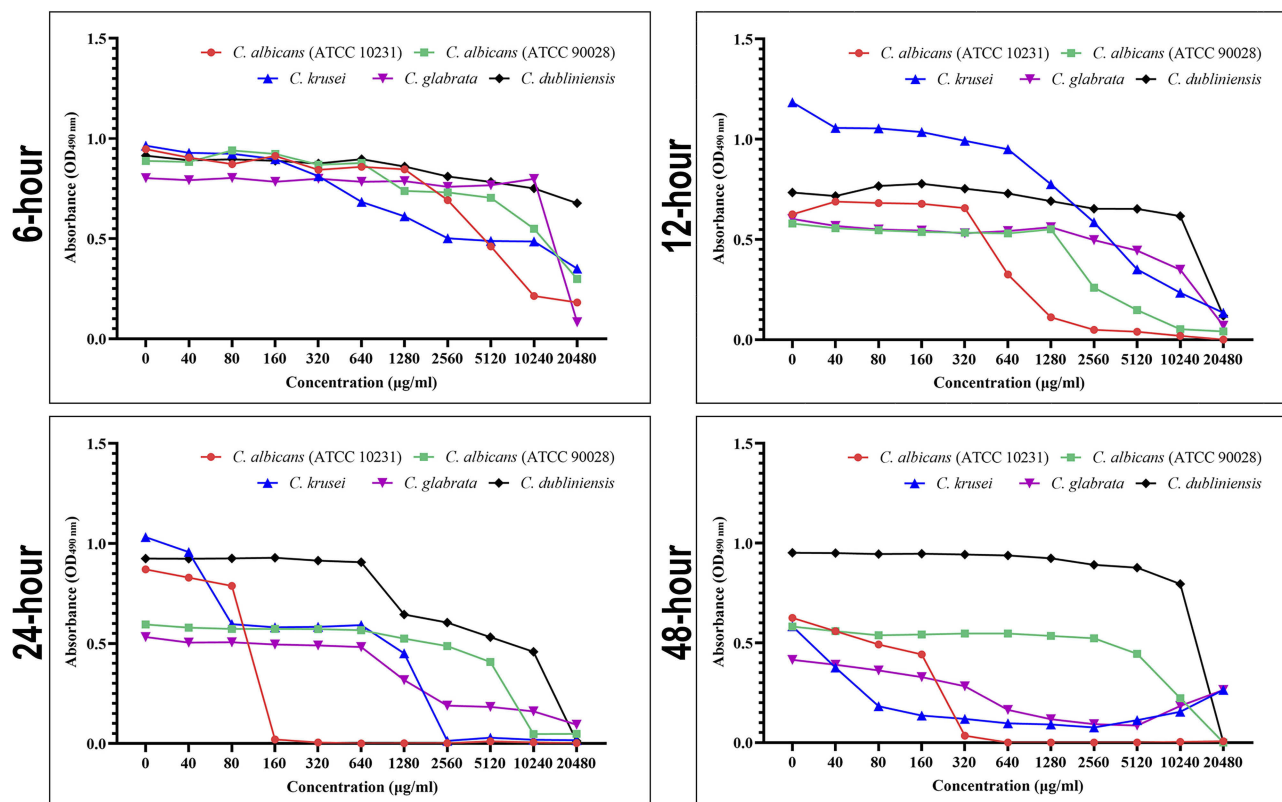 6-hour
Absorbance (OD490 nm)
1.5
1.0
0.5
0.0
C. albicans (ATCC 10231) C. albicans (ATCC 90028)
C. krusei C. glabrata C. dubliniensis
0 40 80 160 320 640 1280 2560 5120 10240 20480
Concentration (µg/ml)
12-hour
Absorbance (OD490 nm)
1.5
1.0
0.5
0.0
C. albicans (ATCC 10231) C. albicans (ATCC 90028)
C. krusei C. glabrata C. dubliniensis
0 40 80 160 320 640 1280 2560 5120 10240 20480
Concentration (µg/ml)
24-hour
Absorbance (OD490 nm)
1.5
1.0
0.5
0.0
C. albicans (ATCC 10231) C. albicans (ATCC 90028)
C. krusei C. glabrata C. dubliniensis
0 40 80 160 320 640 1280 2560 5120 10240 20480
Concentration (µg/ml)
48-hour
Absorbance (OD490 nm)
1.5
1.0
0.5
0.0
C. albicans (ATCC 10231) C. albicans (ATCC 90028)
C. krusei C. glabrata C. dubliniensis
0 40 80 160 320 640 1280 2560 5120 10240 20480
Concentration (µg/ml)